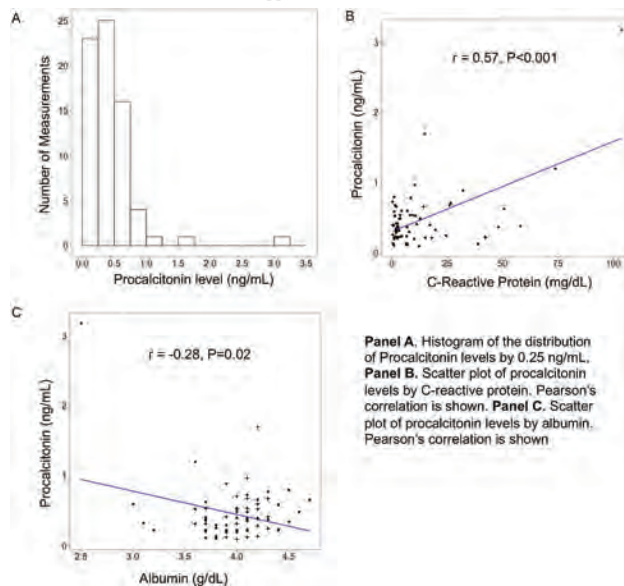 A
Number of Measurements
25
20
15
10
5
0
0.0 0.5 1.0 1.5 2.0 2.5 3.0 3.5
Procalcitonin level (ng/mL)
B
r = 0.57, P<0.001
Procalcitonin (ng/mL)
3
2
1
0
0 25 50 75 100
C-Reactive Protein (mg/dL)
C
r = -0.28, P=0.02
Procalcitonin (ng/mL)
3
2
1
0
2.5 3.0 3.5 4.0 4.5
Albumin (g/dL)
Panel A. Histogram of the distribution
of Procalcitonin levels by 0.25 ng/mL.
Panel B. Scatter plot of procalcitonin
levels by C-reactive protein. Pearson's
correlation is shown. Panel C. Scatter
plot of procalcitonin levels by albumin.
Pearson's correlation is shown